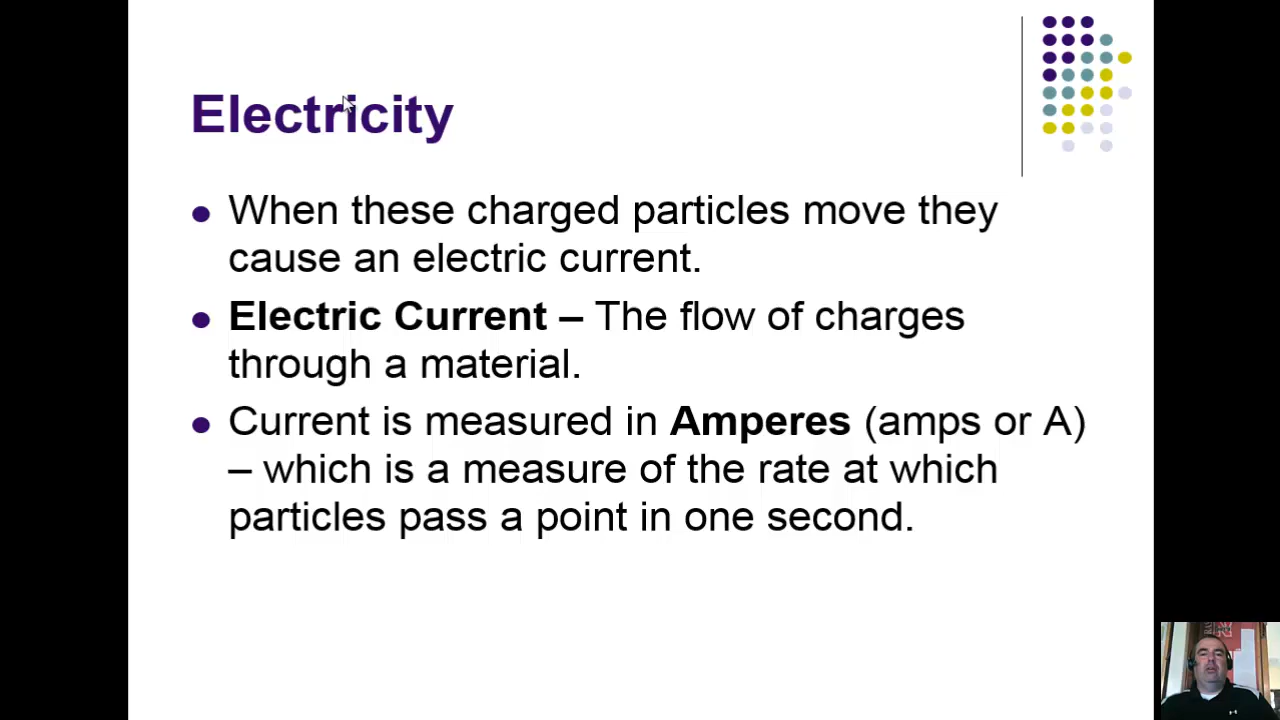 Electricity
When these charged particles move they
cause an electric current.
Electric Current – The flow of charges
through a material.
Current is measured in Amperes (amps or A)
– which is a measure of the rate at which
particles pass a point in one second.